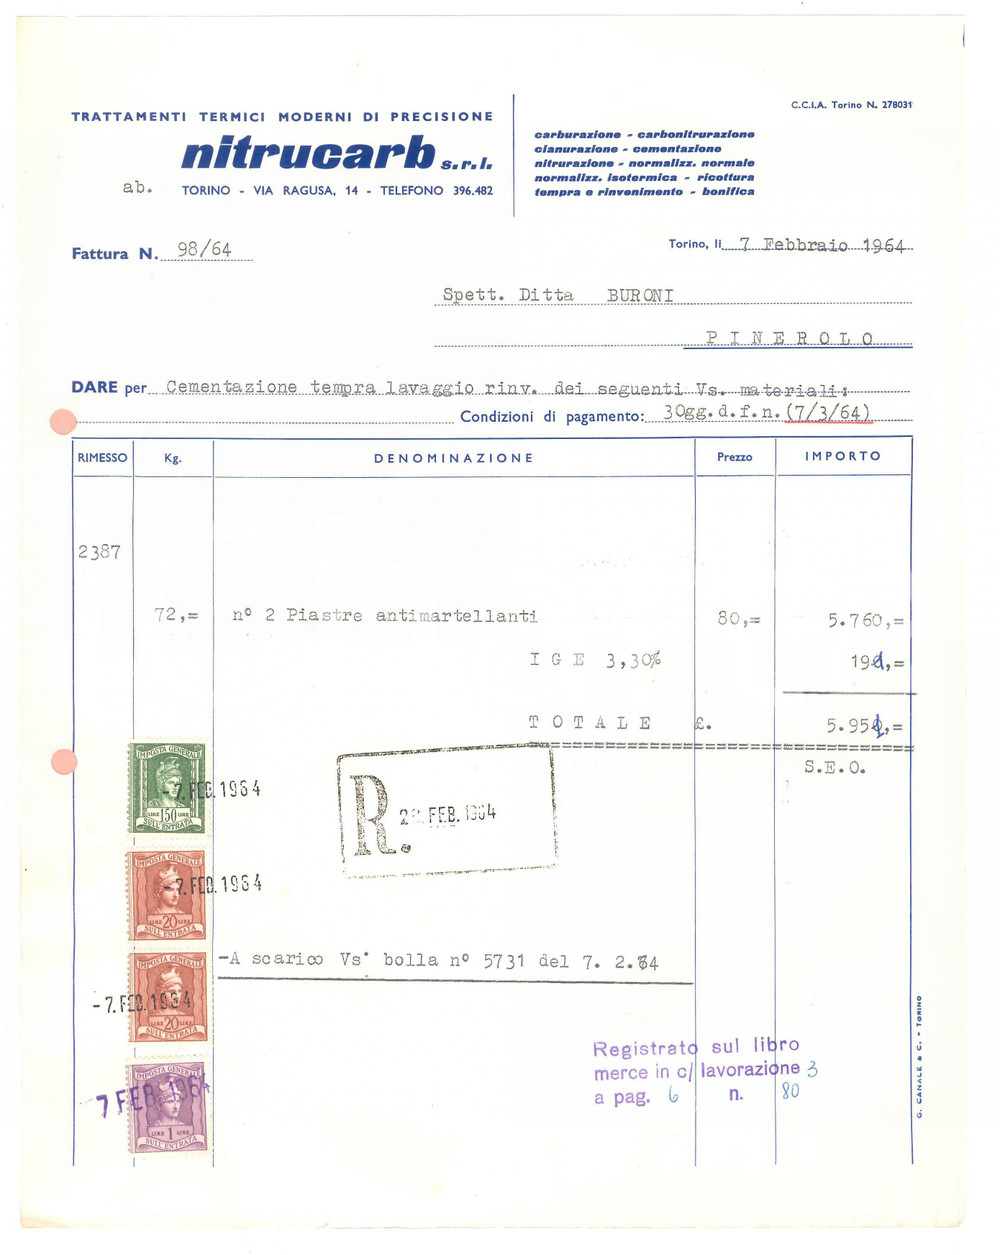 C.C.I.A. Torino N. 278031
TRATTAMENTI TERMICI MODERNI DI PRECISIONE
nitrucarb s.r.l.
ab. TORINO - VIA RAGUSA, 14 - TELEFONO 396.482
carburazione - carbonitrurazione
cianurazione - cementazione
nitrurazione - normalizz. normale
normalizz. isotermica - ricottura
tempra e rinvenimento - bonifica
Fattura N. 98/64
Torino, li 7 Febbraio 1964
Spett. Ditta BURONI
PINEROLO
DARE per Cementazione tempra lavaggio rinv. dei seguenti Vs. materiali:
Condizioni di pagamento: 30gg.d.f.n.(7/3/64)
RIMESSO Kg. DENOMINAZIONE Prezzo IMPORTO
2387
72,= n° 2 Piastre antimartellanti 80,= 5.760,=
IGE 3,30% 191,=
TOTALE £. 5.951,=
S.E.O.
IMPOSTA GENERALE
LIRE 150 LIRE
SULL'ENTRATA
-7. FEB. 1964
R. FEB. 1964
IMPOSTA GENERALE
LIRE 20 LIRE
SULL'ENTRATA
-7. FEB. 1964
-A scarico Vs° bolla n° 5731 del 7. 2.64
IMPOSTA GENERALE
LIRE 20 LIRE
SULL'ENTRATA
-7. FEB. 1964
Registrato sul libro
merce in c/ lavorazione 3
a pag. 6 n. 80
IMPOSTA GENERALE
LIRE 1 LIRE
SULL'ENTRATA
7 FEB. 1964
G. CANALE & C. - TORINO